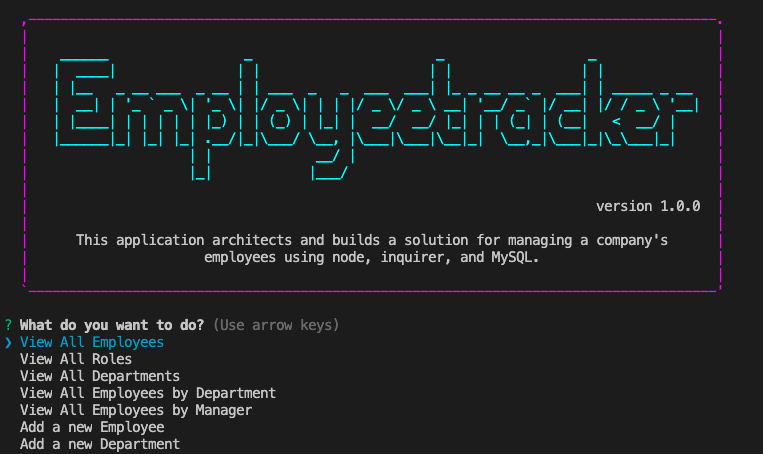 Employeetracker
version 1.0.0
This application architects and builds a solution for managing a company's
employees using node, inquirer, and MySQL.
? What do you want to do? (Use arrow keys)
❯ View All Employees
View All Roles
View All Departments
View All Employees by Department
View All Employees by Manager
Add a new Employee
Add a new Department